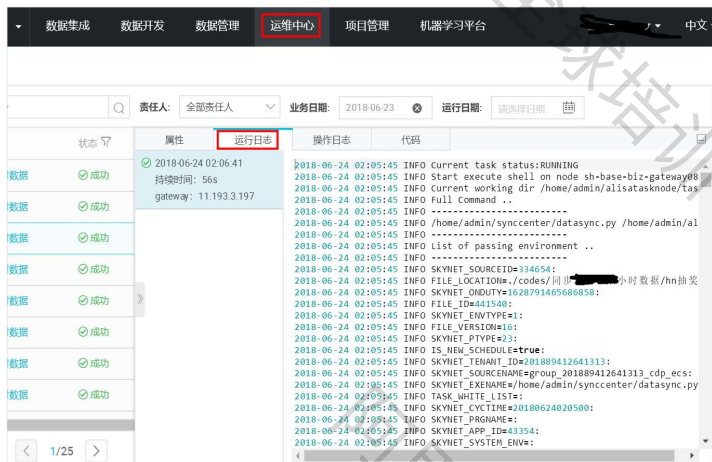 数据集成 数据开发 数据管理 运维中心 项目管理 机器学习平台 中文
责任人: 全部责任人 业务日期: 2018-06-23 运行日期: 请选择日期
状态 属性 运行日志 操作日志 代码
数据 成功
数据 成功
数据 成功
数据 成功
数据 成功
数据 成功
数据 成功
数据 成功
1/25
2018-06-24 02:06:41
持续时间: 56s
gateway: 11.193.3.197
2018-06-24 02:05:45 INFO Current task status:RUNNING
2018-06-24 02:05:45 INFO Start execute shell on node sh-base-biz-gateway08
2018-06-24 02:05:45 INFO Current working dir /home/admin/alisatasknode/tas
2018-06-24 02:05:45 INFO Full Command ..
2018-06-24 02:05:45 INFO -------------------------
2018-06-24 02:05:45 INFO /home/admin/synccenter/datasync.py /home/admin/al
2018-06-24 02:05:45 INFO -------------------------
2018-06-24 02:05:45 INFO List of passing environment ..
2018-06-24 02:05:45 INFO -------------------------
2018-06-24 02:05:45 INFO SKYNET_SOURCEID=334654:
2018-06-24 02:05:45 INFO FILE_LOCATION=./codes/同步 小时数据/hn抽奖
2018-06-24 02:05:45 INFO SKYNET_ONDUTY=1628791465686858:
2018-06-24 02:05:45 INFO FILE_ID=441540:
2018-06-24 02:05:45 INFO SKYNET_ENVTYPE=1:
2018-06-24 02:05:45 INFO FILE_VERSION=16:
2018-06-24 02:05:45 INFO SKYNET_PTYPE=23:
2018-06-24 02:05:45 INFO IS_NEW_SCHEDULE=true:
2018-06-24 02:05:45 INFO SKYNET_TENANT_ID=201889412641313:
2018-06-24 02:05:45 INFO SKYNET_SOURCENAME=group_201889412641313_cdp_ecs:
2018-06-24 02:05:45 INFO SKYNET_EXENAME=/home/admin/synccenter/datasync.py
2018-06-24 02:05:45 INFO TASK_WHITE_LIST=:
2018-06-24 02:05:45 INFO SKYNET_CYCTIME=20180624020500:
2018-06-24 02:05:45 INFO SKYNET_PRGNAME=:
2018-06-24 02:05:45 INFO SKYNET_APP_ID=43354:
2018-06-24 02:05:45 INFO SKYNET_SYSTEM_ENV=:
全球培训